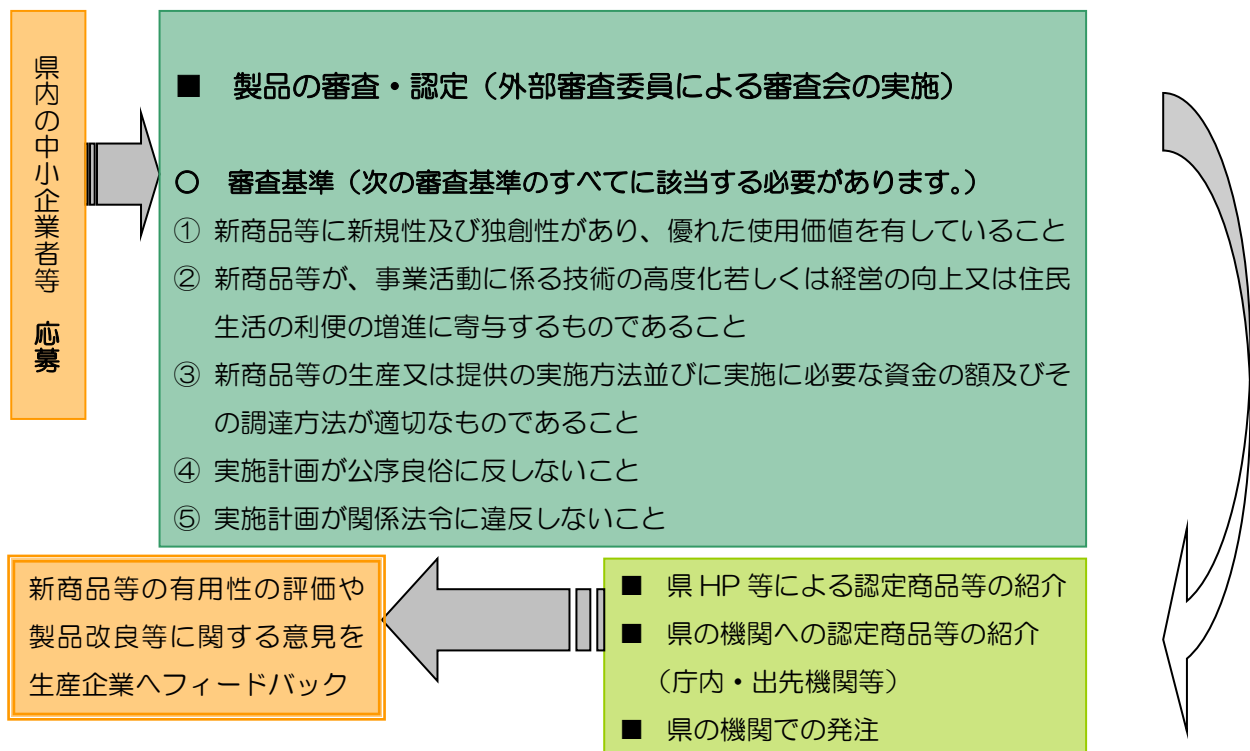 県内の中小企業者等 応募
■ 製品の審査・認定(外部審査委員による審査会の実施)
○ 審査基準(次の審査基準のすべてに該当する必要があります。)
① 新商品等に新規性及び独創性があり、優れた使用価値を有していること
② 新商品等が、事業活動に係る技術の高度化若しくは経営の向上又は住民
生活の利便の増進に寄与するものであること
③ 新商品等の生産又は提供の実施方法並びに実施に必要な資金の額及びそ
の調達方法が適切なものであること
④ 実施計画が公序良俗に反しないこと
⑤ 実施計画が関係法令に違反しないこと
■ 県 HP 等による認定商品等の紹介
■ 県の機関への認定商品等の紹介
(庁内・出先機関等)
■ 県の機関での発注
新商品等の有用性の評価や
製品改良等に関する意見を
生産企業へフィードバック